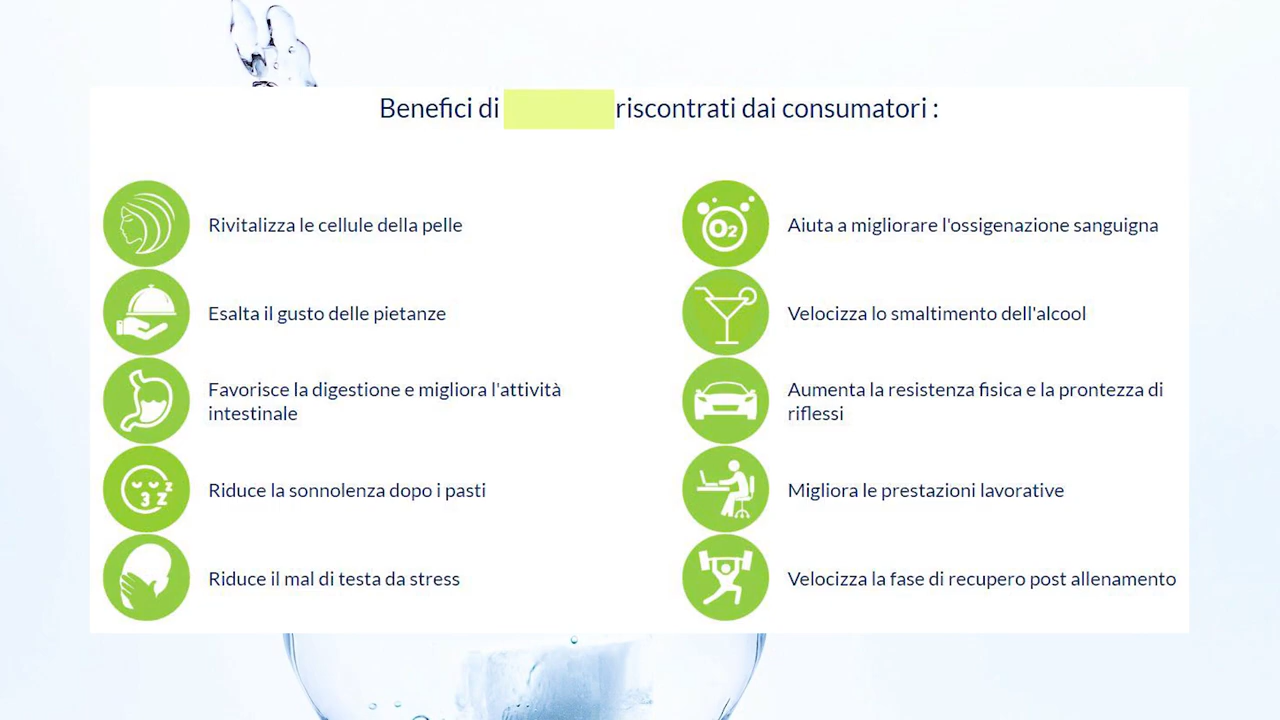 Benefici di riscontrati dai consumatori :
Rivitalizza le cellule della pelle
Esalta il gusto delle pietanze
Favorisce la digestione e migliora l'attività
intestinale
Riduce la sonnolenza dopo i pasti
Riduce il mal di testa da stress
O2
Aiuta a migliorare l'ossigenazione sanguigna
Velocizza lo smaltimento dell'alcool
Aumenta la resistenza fisica e la prontezza di
riflessi
Migliora le prestazioni lavorative
Velocizza la fase di recupero post allenamento